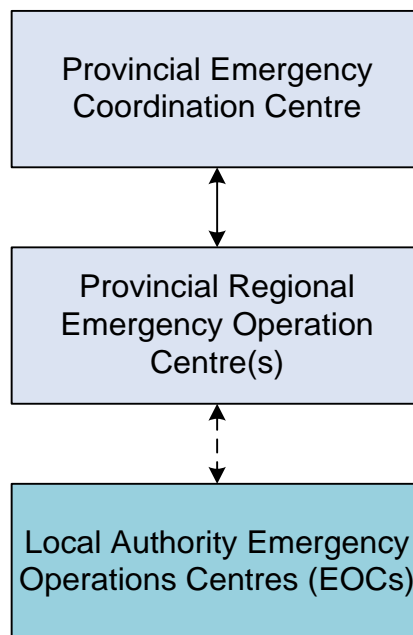 Provincial Emergency
Coordination Centre
Provincial Regional
Emergency Operation
Centre(s)
Local Authority Emergency
Operations Centres (EOCs)